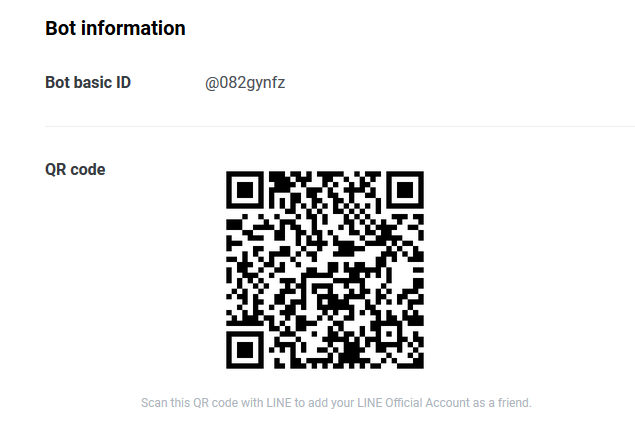 Bot information
Bot basic ID @082gynfz
QR code
Scan this QR code with LINE to add your LINE Official Account as a friend.